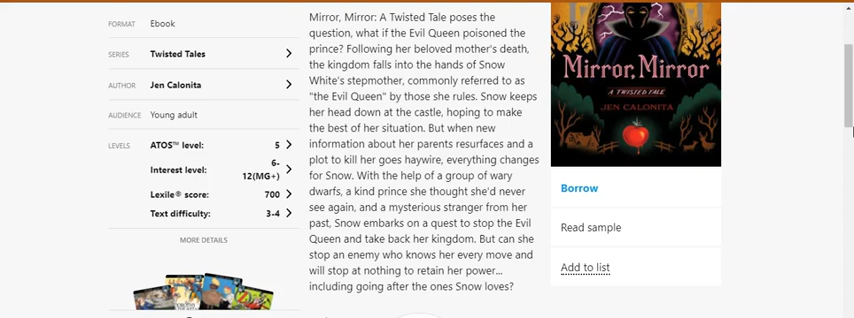 FORMAT Ebook
SERIES Twisted Tales
AUTHOR Jen Calonita
AUDIENCE Young adult
LEVELS ATOS™ level: 5
Interest level: 6-
12(MG+)
Lexile® score: 700
Text difficulty: 3-4
MORE DETAILS
Mirror, Mirror: A Twisted Tale poses the
question, what if the Evil Queen poisoned the
prince? Following her beloved mother's death,
the kingdom falls into the hands of Snow
White's stepmother, commonly referred to as
"the Evil Queen" by those she rules. Snow keeps
her head down at the castle, hoping to make
the best of her situation. But when new
information about her parents resurfaces and a
plot to kill her goes haywire, everything changes
for Snow. With the help of a group of wary
dwarfs, a kind prince she thought she'd never
see again, and a mysterious stranger from her
past, Snow embarks on a quest to stop the Evil
Queen and take back her kingdom. But can she
stop an enemy who knows her every move and
will stop at nothing to retain her power...
including going after the ones Snow loves?
Mirror, Mirror
A TWISTED TALE
JEN CALONITA
Borrow
Read sample
Add to list